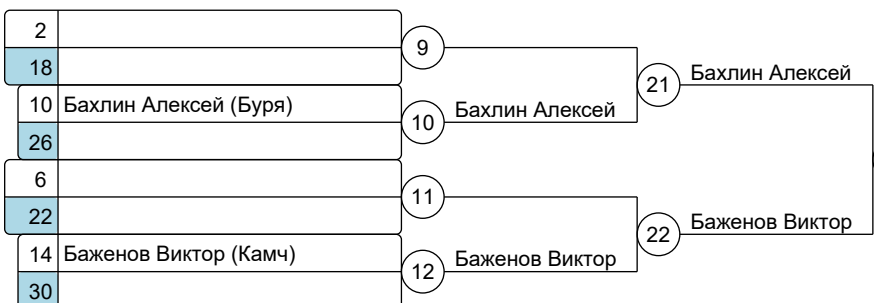 2
9
18
21 Бахлин Алексей
10 Бахлин Алексей (Буря)
10 Бахлин Алексей
26
6
11
22
22 Баженов Виктор
14 Баженов Виктор (Камч)
12 Баженов Виктор
30